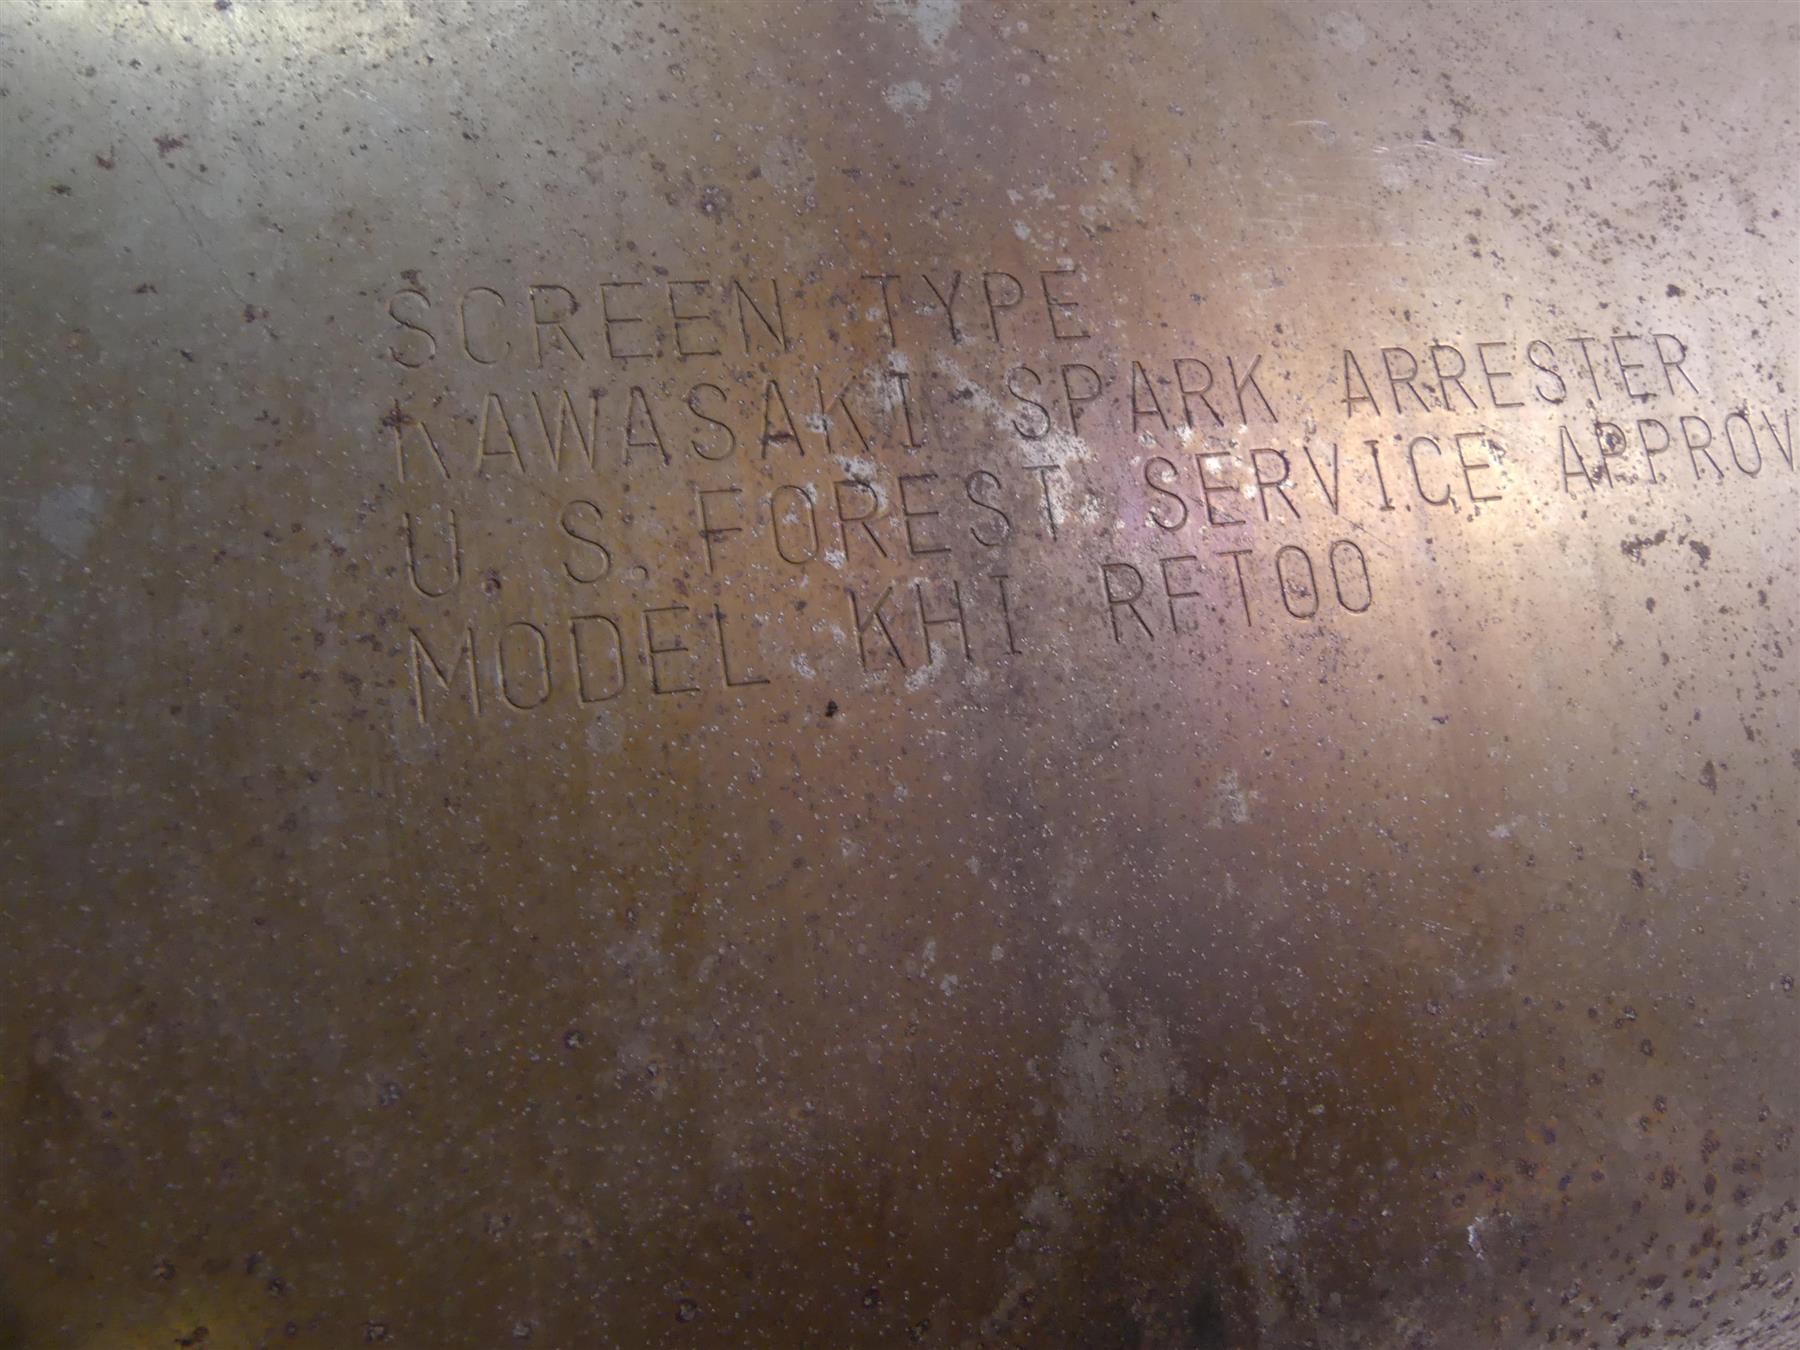 SCREEN TYPE
KAWASAKI SPARK ARRESTER
U. S. FOREST SERVICE APPROV
MODEL KHI RFT00